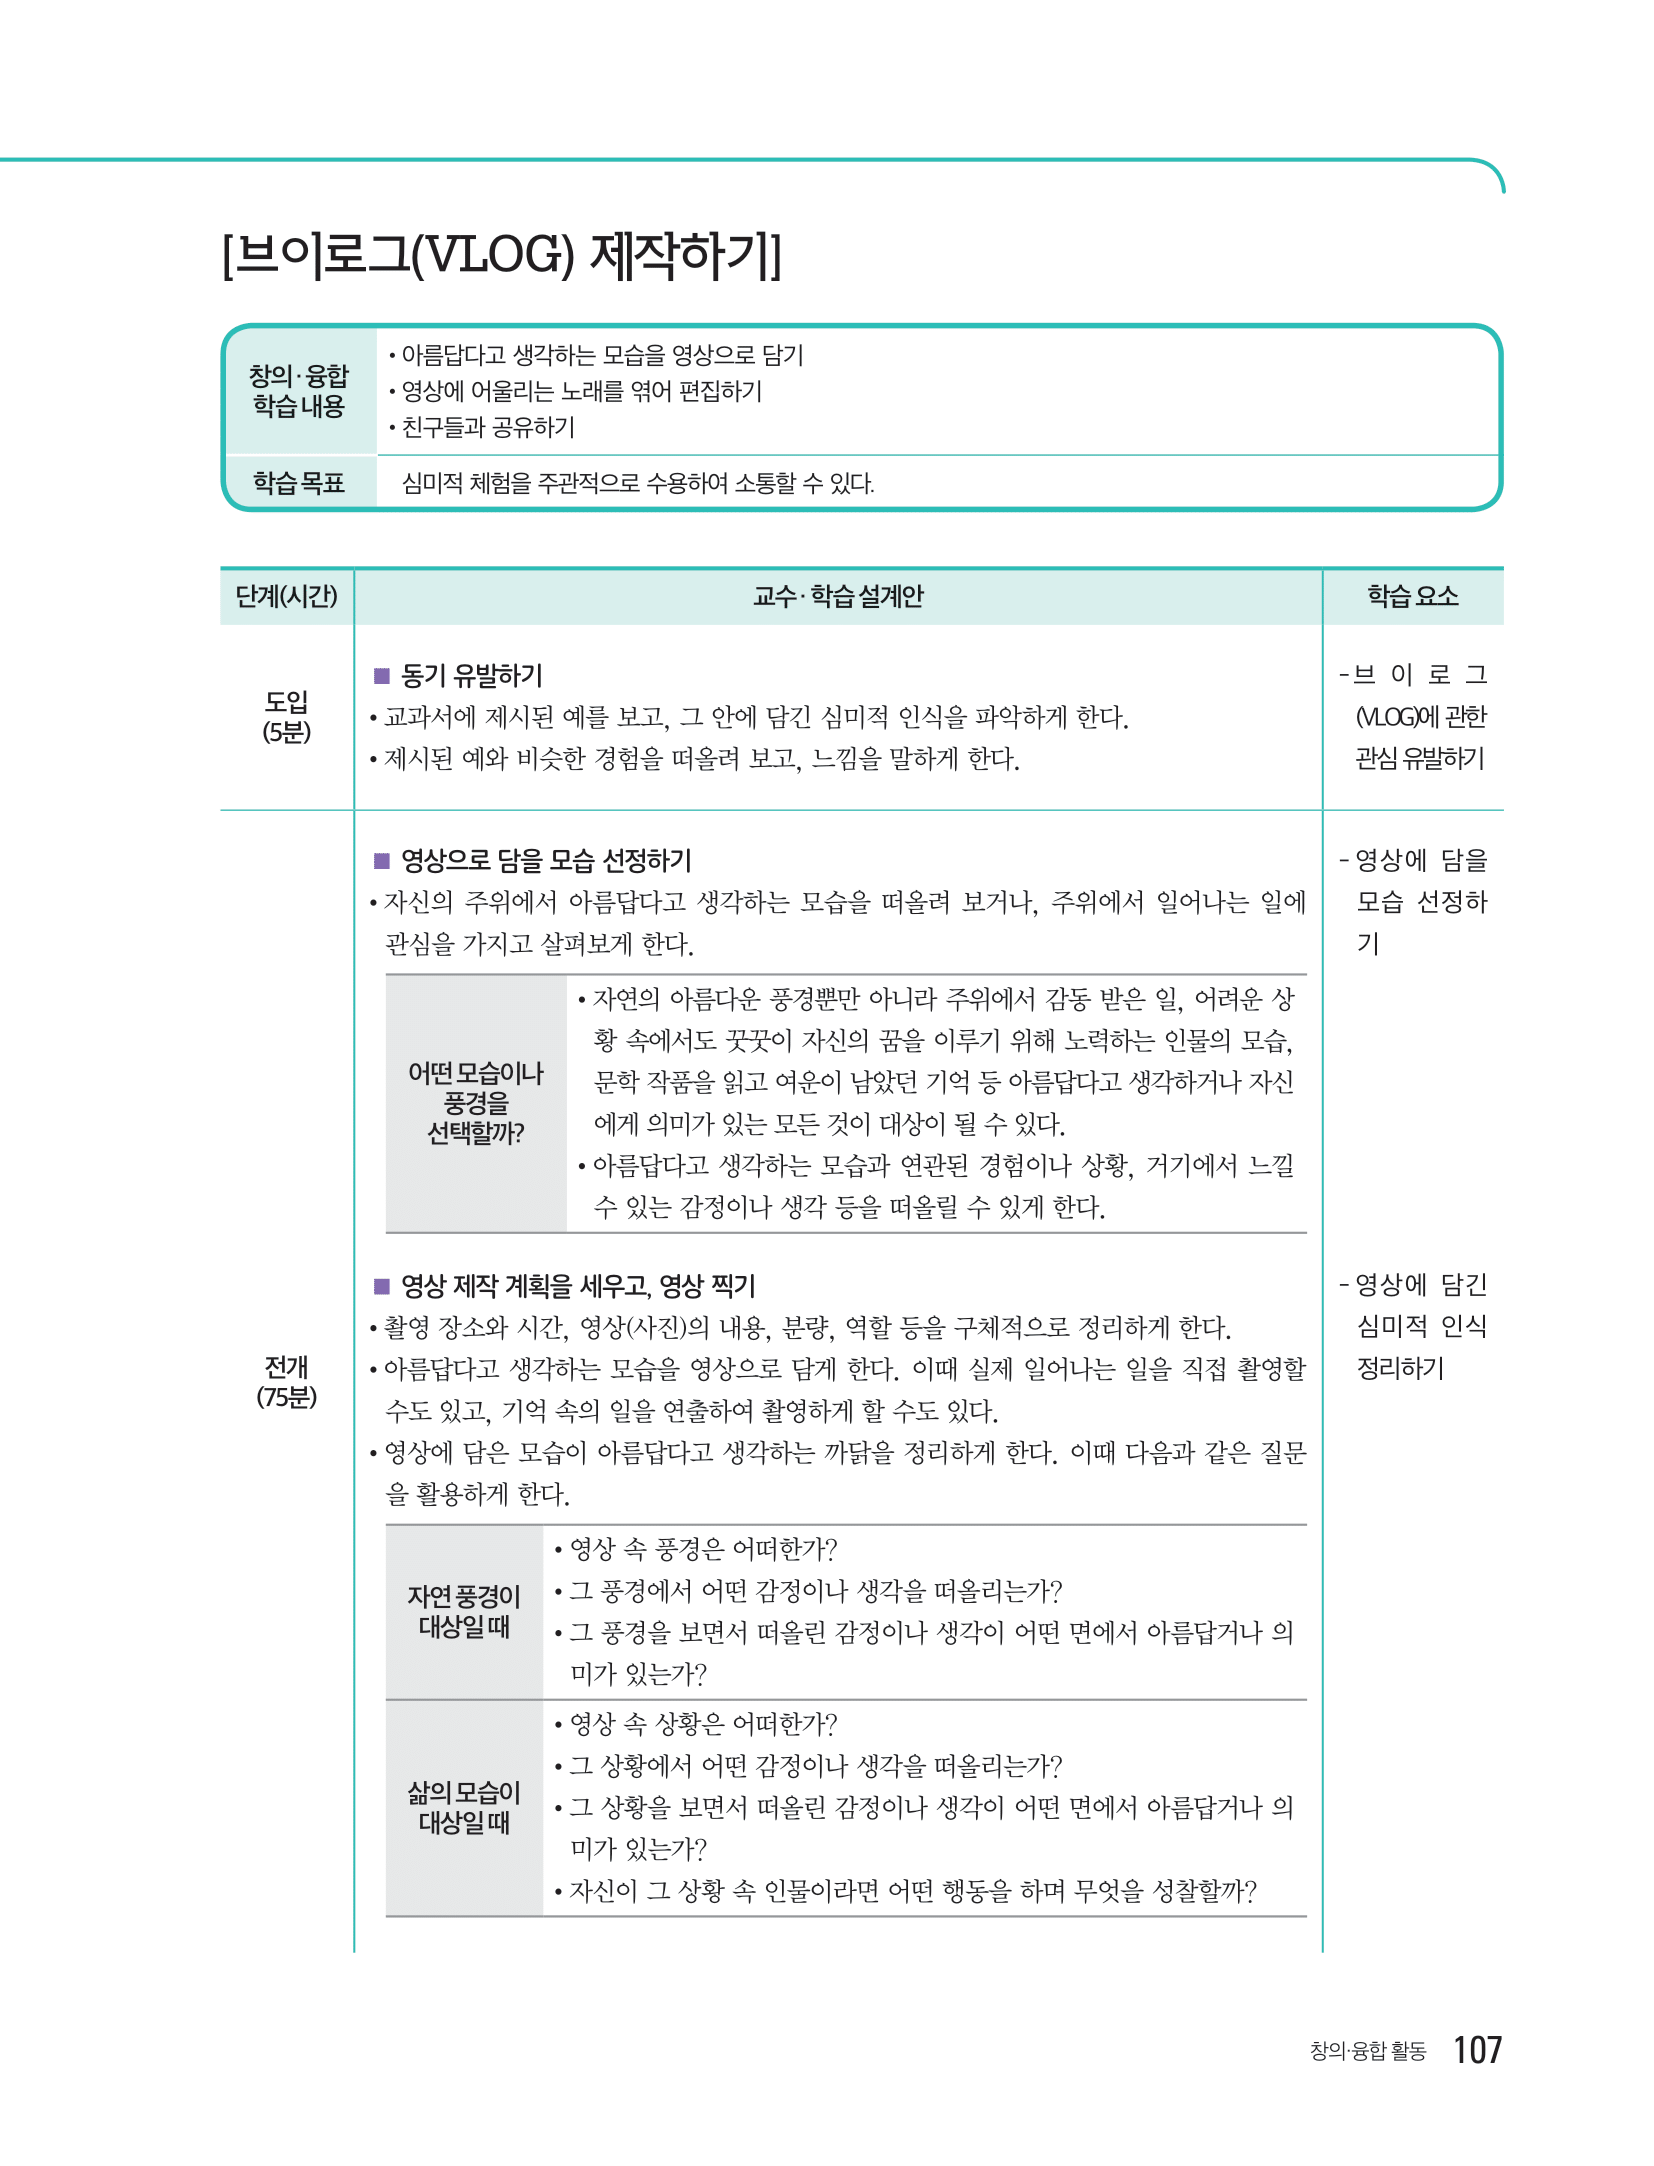 [브이로그(VLOG) 제작하기]
창의·융합
학습 내용
• 아름답다고 생각하는 모습을 영상으로 담기
• 영상에 어울리는 노래를 엮어 편집하기
• 친구들과 공유하기
학습 목표
심미적 체험을 주관적으로 수용하여 소통할 수 있다.
단계(시간)
교수·학습 설계안
학습 요소
도입
(5분)
■ 동기 유발하기
• 교과서에 제시된 예를 보고, 그 안에 담긴 심미적 인식을 파악하게 한다.
• 제시된 예와 비슷한 경험을 떠올려 보고, 느낌을 말하게 한다.
- 브 이 로 그
(VLOG)에 관한
관심 유발하기
전개
(75분)
■ 영상으로 담을 모습 선정하기
• 자신의 주위에서 아름답다고 생각하는 모습을 떠올려 보거나, 주위에서 일어나는 일에
관심을 가지고 살펴보게 한다.
어떤 모습이나
풍경을
선택할까?
• 자연의 아름다운 풍경뿐만 아니라 주위에서 감동 받은 일, 어려운 상
황 속에서도 꿋꿋이 자신의 꿈을 이루기 위해 노력하는 인물의 모습,
문학 작품을 읽고 여운이 남았던 기억 등 아름답다고 생각하거나 자신
에게 의미가 있는 모든 것이 대상이 될 수 있다.
• 아름답다고 생각하는 모습과 연관된 경험이나 상황, 거기에서 느낄
수 있는 감정이나 생각 등을 떠올릴 수 있게 한다.
- 영상에 담을
모습 선정하
기
■ 영상 제작 계획을 세우고, 영상 찍기
• 촬영 장소와 시간, 영상(사진)의 내용, 분량, 역할 등을 구체적으로 정리하게 한다.
• 아름답다고 생각하는 모습을 영상으로 담게 한다. 이때 실제 일어나는 일을 직접 촬영할
수도 있고, 기억 속의 일을 연출하여 촬영하게 할 수도 있다.
• 영상에 담은 모습이 아름답다고 생각하는 까닭을 정리하게 한다. 이때 다음과 같은 질문
을 활용하게 한다.
- 영상에 담긴
심미적 인식
정리하기
자연 풍경이
대상일 때
• 영상 속 풍경은 어떠한가?
• 그 풍경에서 어떤 감정이나 생각을 떠올리는가?
• 그 풍경을 보면서 떠올린 감정이나 생각이 어떤 면에서 아름답거나 의
미가 있는가?
삶의 모습이
대상일 때
• 영상 속 상황은 어떠한가?
• 그 상황에서 어떤 감정이나 생각을 떠올리는가?
• 그 상황을 보면서 떠올린 감정이나 생각이 어떤 면에서 아름답거나 의
미가 있는가?
• 자신이 그 상황 속 인물이라면 어떤 행동을 하며 무엇을 성찰할까?
창의·융합 활동 107